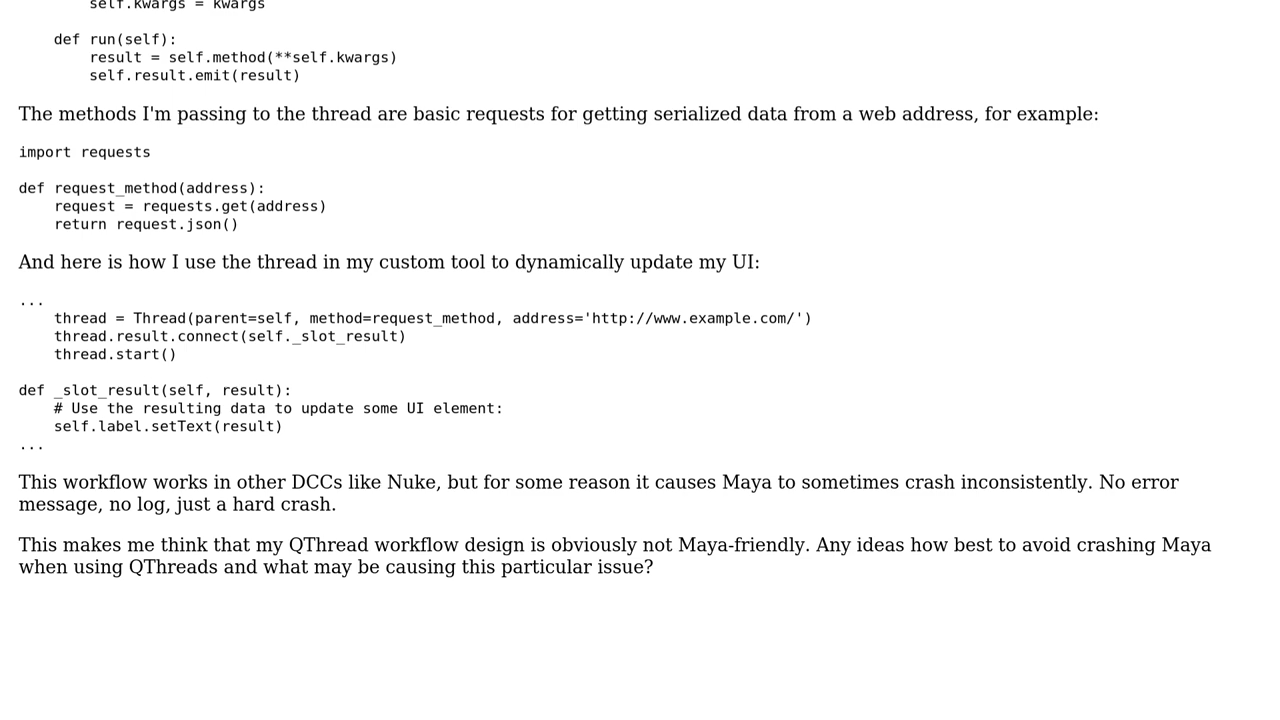 self.kwargs = kwargs
def run(self):
result = self.method(**self.kwargs)
self.result.emit(result)
The methods I'm passing to the thread are basic requests for getting serialized data from a web address, for example:
import requests
def request_method(address):
request = requests.get(address)
return request.json()
And here is how I use the thread in my custom tool to dynamically update my UI:
...
thread = Thread(parent=self, method=request_method, address='http://www.example.com/')
thread.result.connect(self._slot_result)
thread.start()
def _slot_result(self, result):
# Use the resulting data to update some UI element:
self.label.setText(result)
...
This workflow works in other DCCs like Nuke, but for some reason it causes Maya to sometimes crash inconsistently. No error
message, no log, just a hard crash.
This makes me think that my QThread workflow design is obviously not Maya-friendly. Any ideas how best to avoid crashing Maya
when using QThreads and what may be causing this particular issue?